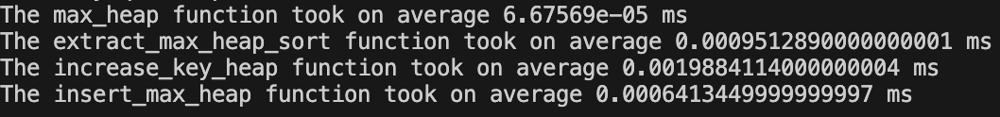 The max_heap function took on average 6.67569e-05 ms
The extract_max_heap_sort function took on average 0.0009512890000000001 ms
The increase_key_heap function took on average 0.0019884114000000004 ms
The insert_max_heap function took on average 0.0006413449999999997 ms